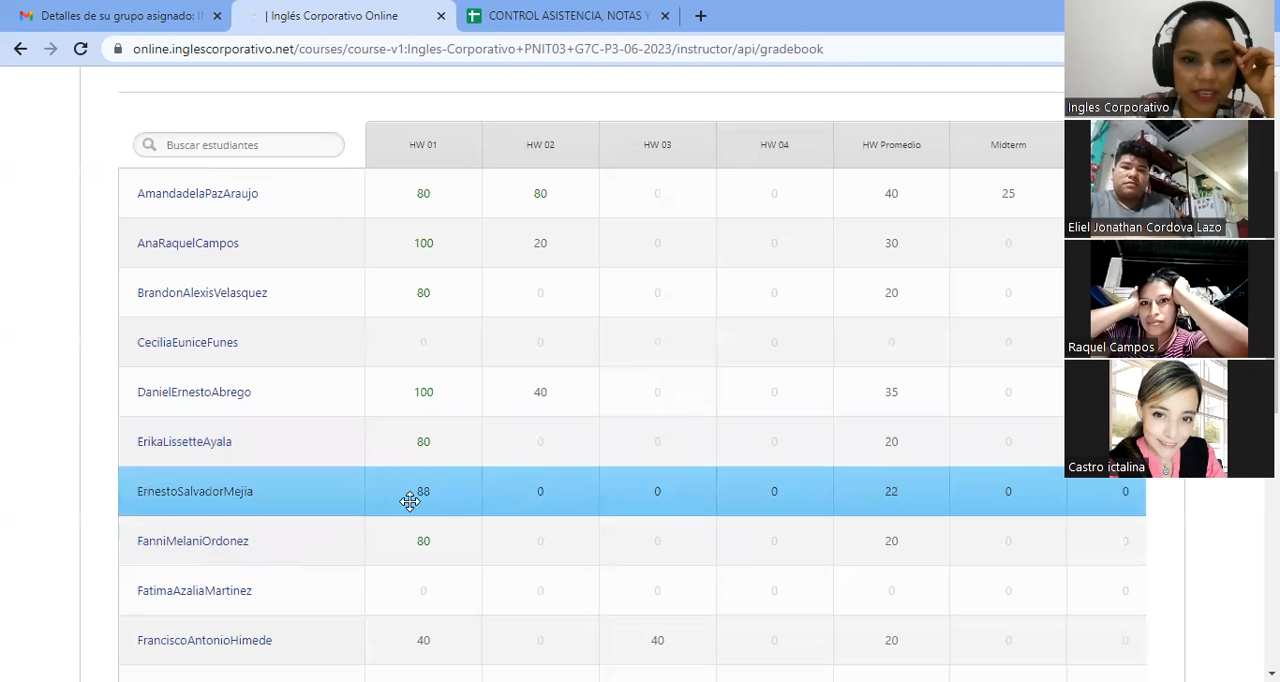 Detalles de su grupo asignado: I
| Inglés Corporativo Online
CONTROL ASISTENCIA, NOTAS Y
online.inglescorporativo.net/courses/course-v1:Ingles-Corporativo+PNIT03+G7C-P3-06-2023/instructor/api/gradebook
Buscar estudiantes
HW 01 HW 02 HW 03 HW 04 HW Promedio Midterm
AmandadelaPazAraujo 80 80 0 0 40 25
AnaRaquelCampos 100 20 0 0 30 0
BrandonAlexisVelasquez 80 0 0 0 20 0
CeciliaEuniceFunes 0 0 0 0 0 0
DanielErnestoAbrego 100 40 0 0 35 0
ErikaLissetteAyala 80 0 0 0 20 0
ErnestoSalvadorMejia 88 0 0 0 22 0 0
FanniMelaniOrdonez 80 0 0 0 20 0 0
FatimaAzaliaMartinez 0 0 0 0 0 0 0
FranciscoAntonioHimede 40 0 40 0 20 0 0
Ingles Corporativo
Eliel Jonathan Cordova Lazo
Raquel Campos
Castro ictalina